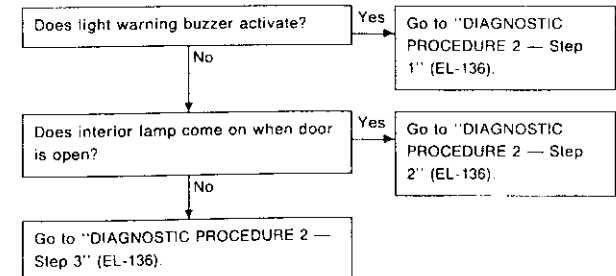 Does light warning buzzer activate?
Yes
Go to "DIAGNOSTIC
PROCEDURE 2 — Step
1" (EL-136).
No
Does interior lamp come on when door
is open?
Yes
Go to "DIAGNOSTIC
PROCEDURE 2 — Step
2" (EL-136).
No
Go to "DIAGNOSTIC PROCEDURE 2 —
Step 3" (EL-136).